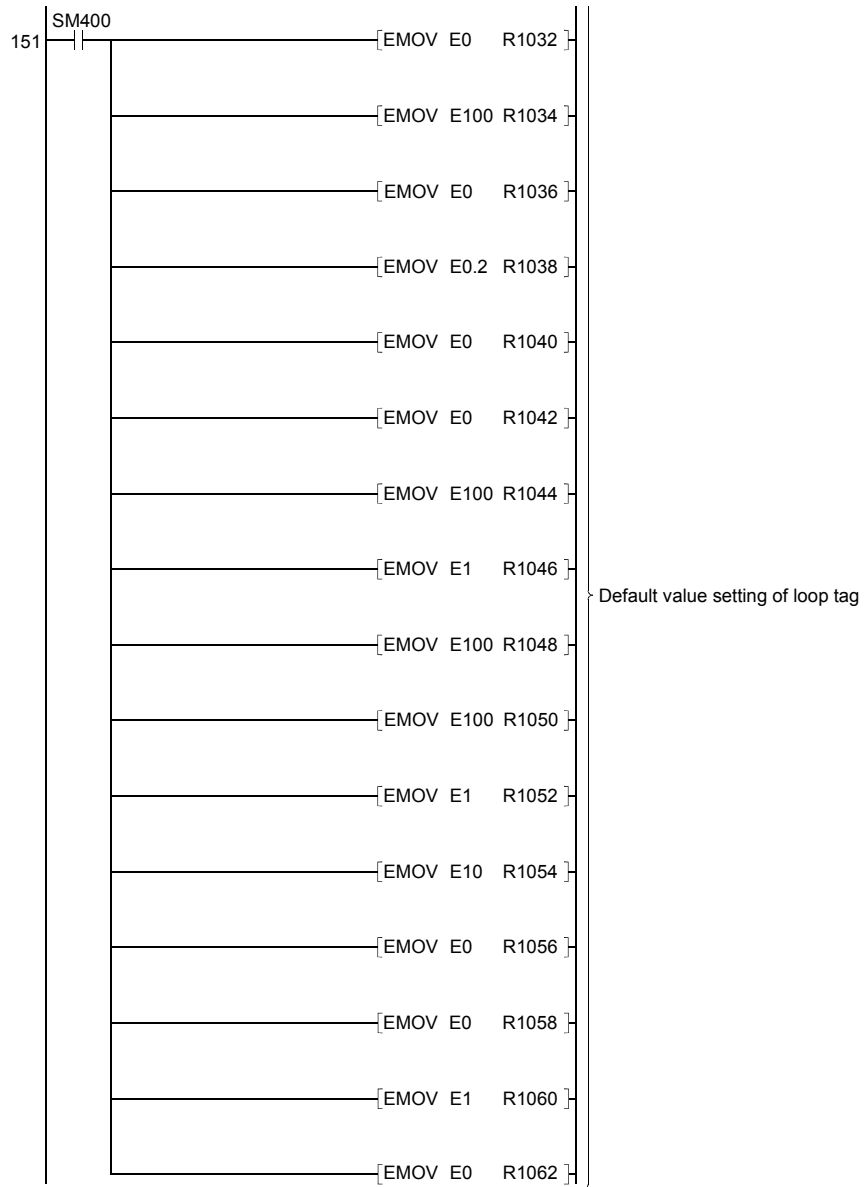 SM400
151 [EMOV E0 R1032]
[EMOV E100 R1034]
[EMOV E0 R1036]
[EMOV E0.2 R1038]
[EMOV E0 R1040]
[EMOV E0 R1042]
[EMOV E100 R1044]
[EMOV E1 R1046]
Default value setting of loop tag
[EMOV E100 R1048]
[EMOV E100 R1050]
[EMOV E1 R1052]
[EMOV E10 R1054]
[EMOV E0 R1056]
[EMOV E0 R1058]
[EMOV E1 R1060]
[EMOV E0 R1062]